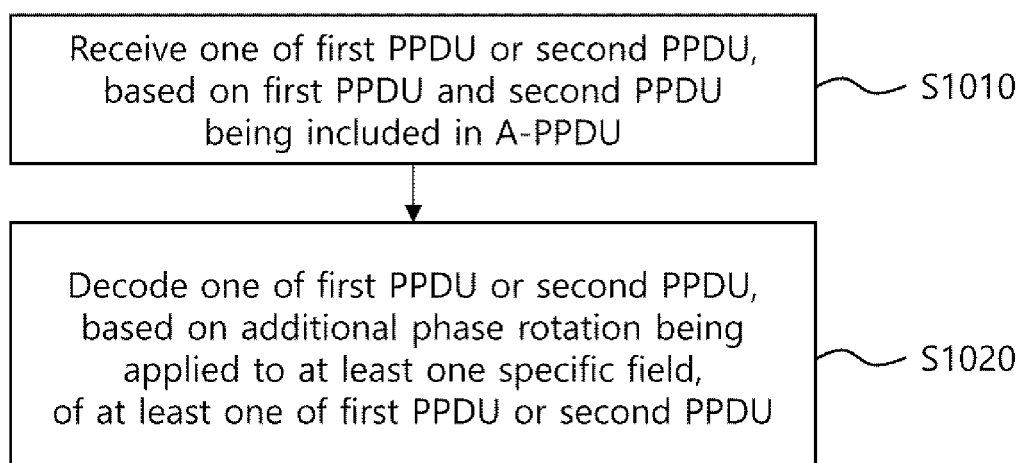 Receive one of first PPDU or second PPDU,
based on first PPDU and second PPDU
being included in A-PPDU
S1010
Decode one of first PPDU or second PPDU,
based on additional phase rotation being
applied to at least one specific field,
of at least one of first PPDU or second PPDU
S1020